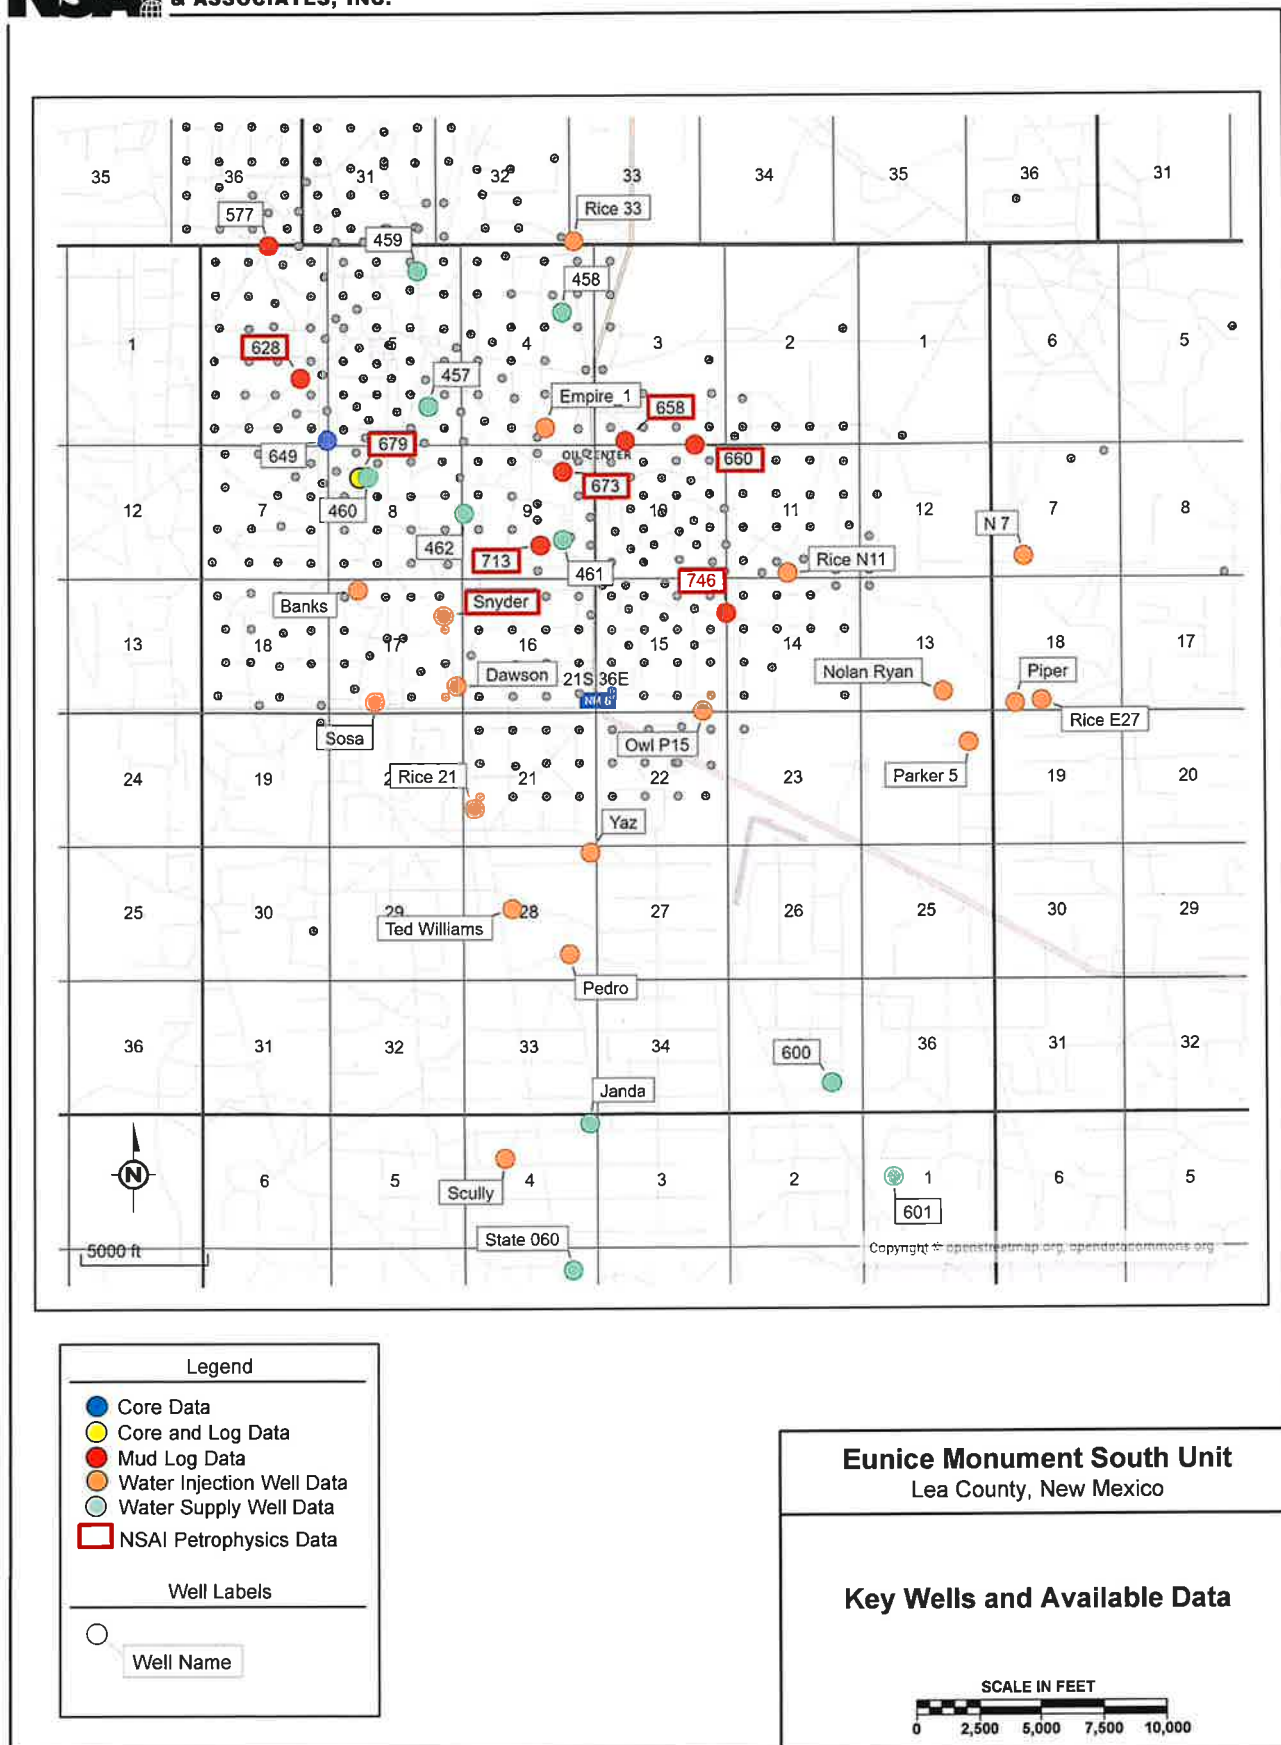 NSA & ASSOCIATES, INC.
35 36 31 32 33 34 35 36 31
577
Rice 33
459
458
1 5 4 3 2 1 6 5
628
457
Empire_1
658
649
679
OIL CENTER
660
673
12 7 8 9 10 11 12 7 8
460
N 7
462
713
461
Rice N11
746
Banks
Snyder
13 18 17 16 15 14 13 18 17
Dawson
21S 36E
Nolan Ryan
Piper
NM 8
Rice E27
Sosa
Owl P15
Parker 5
24 19 21 22 23 19 20
Rice 21
Yaz
25 30 29 28 27 26 25 30 29
Ted Williams
Pedro
36 31 32 33 34 36 31 32
600
Janda
N
6 5 4 3 2 1 6 5
Scully
601
State 060
5000 ft
Copyright © openstreetmap.org, opendatacommons.org
Legend
Core Data
Core and Log Data
Mud Log Data
Water Injection Well Data
Water Supply Well Data
NSAI Petrophysics Data
Well Labels
Well Name
Eunice Monument South Unit
Lea County, New Mexico
Key Wells and Available Data
SCALE IN FEET
0 2,500 5,000 7,500 10,000